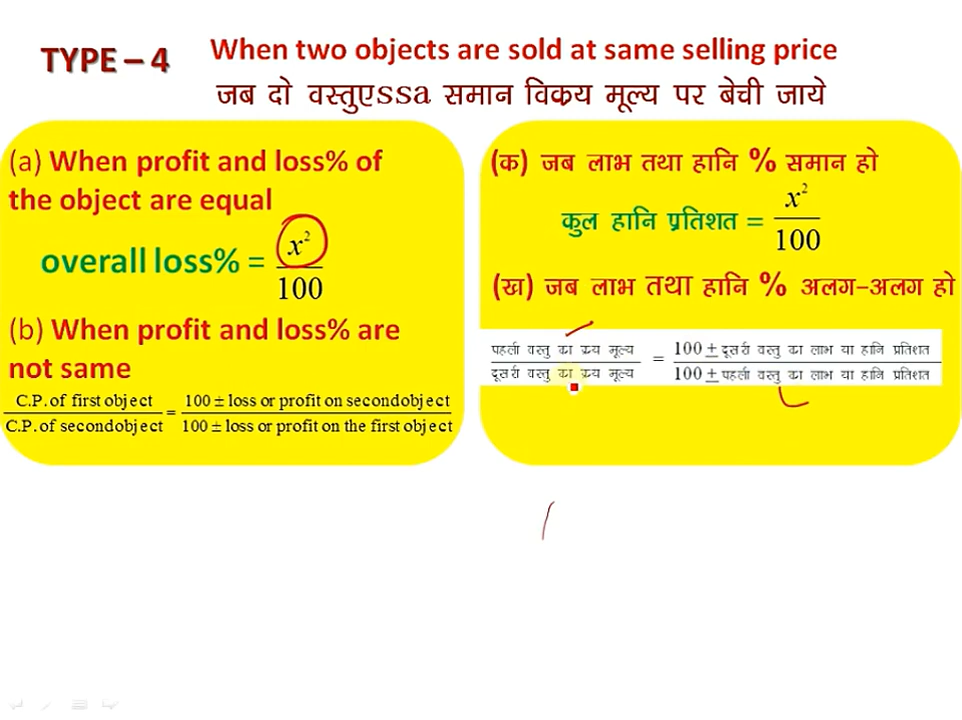 TYPE – 4
When two objects are sold at same selling price
जब दो वस्तुएssa समान विक्रय मूल्य पर बेची जाये
(a) When profit and loss% of
the object are equal
overall loss% = x²/100
(b) When profit and loss% are
not same
C.P. of first object / C.P. of secondobject = 100 ± loss or profit on secondobject / 100 ± loss or profit on the first object
(क) जब लाभ तथा हानि % समान हो
कुल हानि प्रतिशत = x²/100
(ख) जब लाभ तथा हानि % अलग-अलग हो
पहली वस्तु का क्रय मूल्य / दूसरी वस्तु का क्रय मूल्य = 100 ± दूसरी वस्तु का लाभ या हानि प्रतिशत / 100 ± पहली वस्तु का लाभ या हानि प्रतिशत